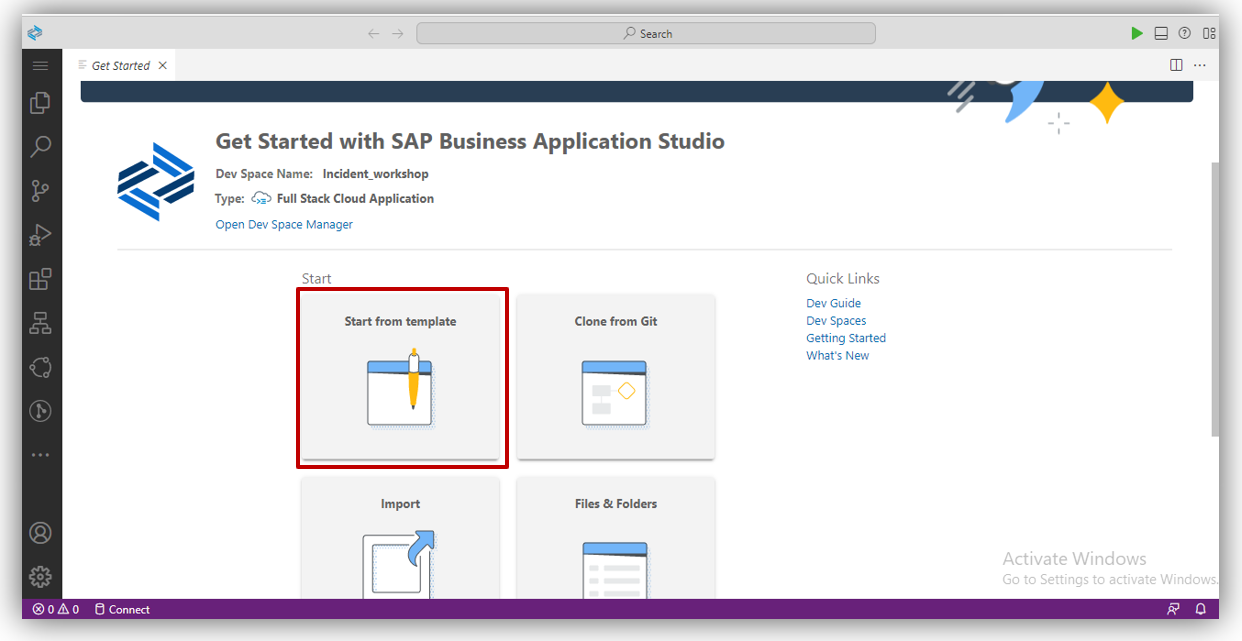 Search
Get Started
Get Started with SAP Business Application Studio
Dev Space Name: Incident_workshop
Type: Full Stack Cloud Application
Open Dev Space Manager
Start
Start from template
Clone from Git
Import
Files & Folders
Quick Links
Dev Guide
Dev Spaces
Getting Started
What's New
Activate Windows
Go to Settings to activate Windows.
0 0 Connect